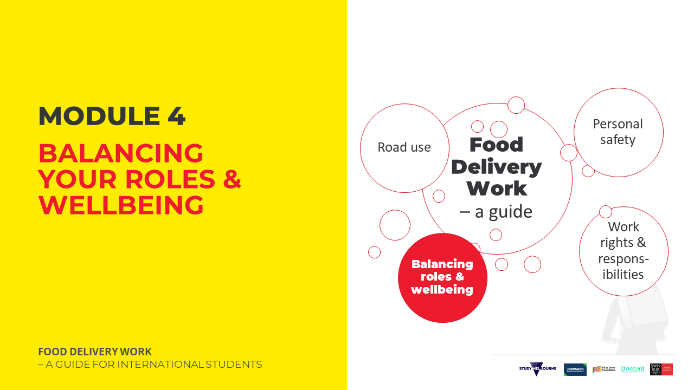 MODULE 4
BALANCING
YOUR ROLES &
WELLBEING
FOOD DELIVERY WORK
– A GUIDE FOR INTERNATIONAL STUDENTS
Road use
Food
Delivery
Work
– a guide
Personal
safety
Work
rights &
respons-
ibilities
Balancing
roles &
wellbeing
D'Accord